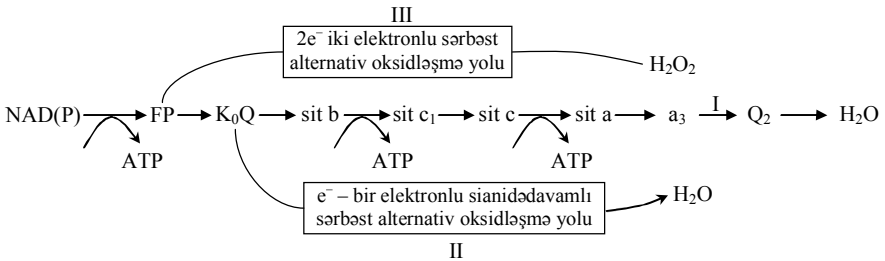 III
2e⁻ iki elektronlu sərbəst
alternativ oksidləşmə yolu
H₂O₂
NAD(P) FP K₀Q sit b sit c₁ sit c sit a a₃ I Q₂ H₂O
ATP ATP ATP
e⁻ – bir elektronlu sianidədavamlı
sərbəst alternativ oksidləşmə yolu
H₂O
II